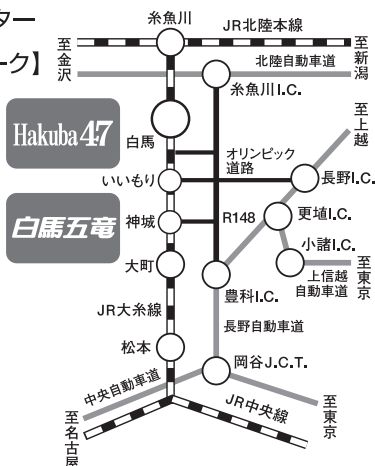 ター
ーク】
糸魚川
JR北陸本線
至金沢
北陸自動車道
至新潟
糸魚川I.C.
Hakuba47
白馬
オリンピック
道路
至上越
いいもり
長野I.C.
白馬五竜
神城
R148
更埴I.C.
小諸I.C.
大町
上信越
自動車道
至東京
豊科I.C.
JR大糸線
長野自動車道
松本
岡谷J.C.T.
中央自動車道
JR中央線
至名古屋
至東京